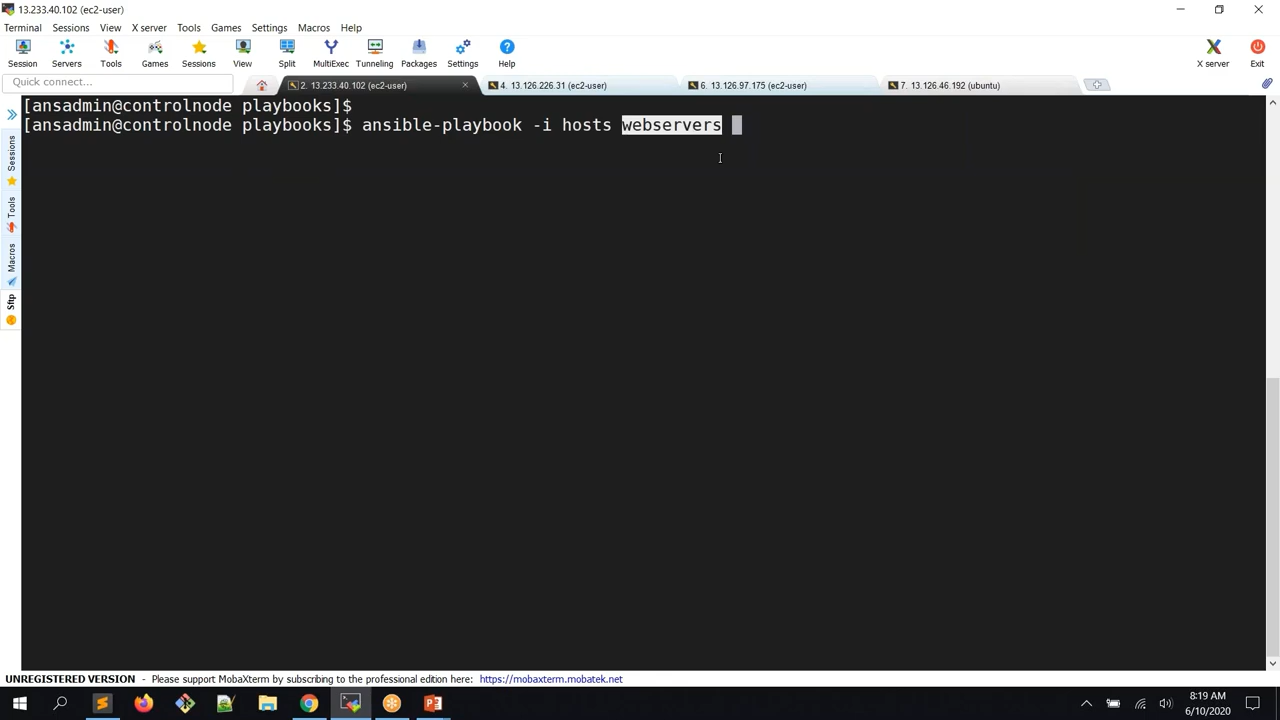 13.233.40.102 (ec2-user)
Terminal Sessions View X server Tools Games Settings Macros Help
Session Servers Tools Games Sessions View Split MultiExec Tunneling Packages Settings Help X server Exit
Quick connect...
2. 13.233.40.102 (ec2-user)
4. 13.126.226.31 (ec2-user)
6. 13.126.97.175 (ec2-user)
7. 13.126.46.192 (ubuntu)
[ansadmin@controlnode playbooks]$
[ansadmin@controlnode playbooks]$ ansible-playbook -i hosts webservers
Sessions
Tools
Macros
Sftp
UNREGISTERED VERSION - Please support MobaXterm by subscribing to the professional edition here: https://mobaxterm.mobatek.net
8:19 AM
6/10/2020